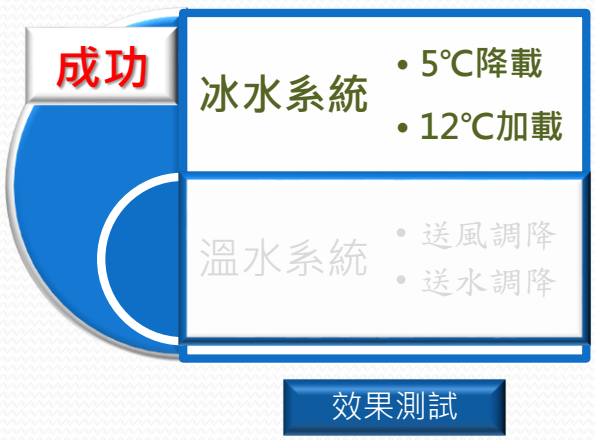 成功
冰水系統
• 5℃降載
• 12℃加載
溫水系統
• 送風調降
• 送水調降
效果測試